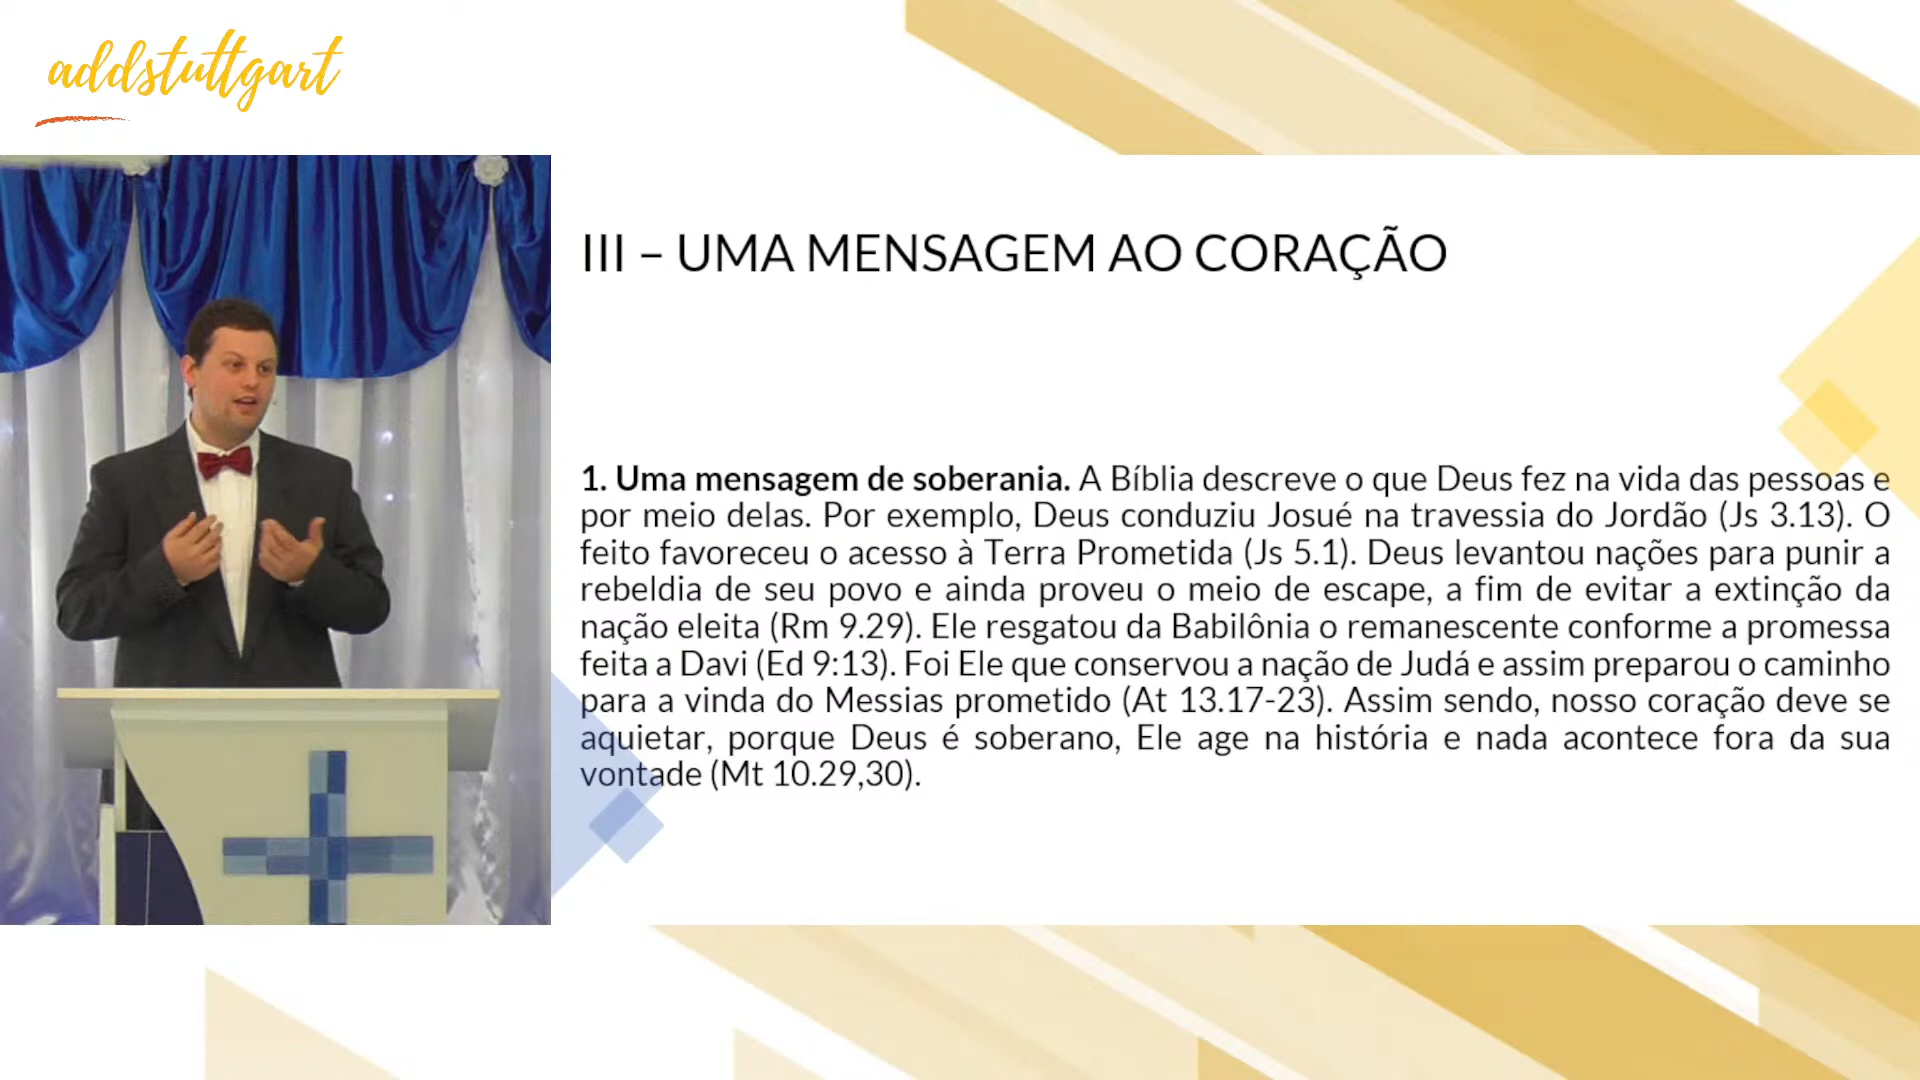 addstuttgart
III – UMA MENSAGEM AO CORAÇÃO
1. Uma mensagem de soberania. A Bíblia descreve o que Deus fez na vida das pessoas e
por meio delas. Por exemplo, Deus conduziu Josué na travessia do Jordão (Js 3.13). O
feito favoreceu o acesso à Terra Prometida (Js 5.1). Deus levantou nações para punir a
rebeldia de seu povo e ainda proveu o meio de escape, a fim de evitar a extinção da
nação eleita (Rm 9.29). Ele resgatou da Babilônia o remanescente conforme a promessa
feita a Davi (Ed 9:13). Foi Ele que conservou a nação de Judá e assim preparou o caminho
para a vinda do Messias prometido (At 13.17-23). Assim sendo, nosso coração deve se
aquietar, porque Deus é soberano, Ele age na história e nada acontece fora da sua
vontade (Mt 10.29,30).